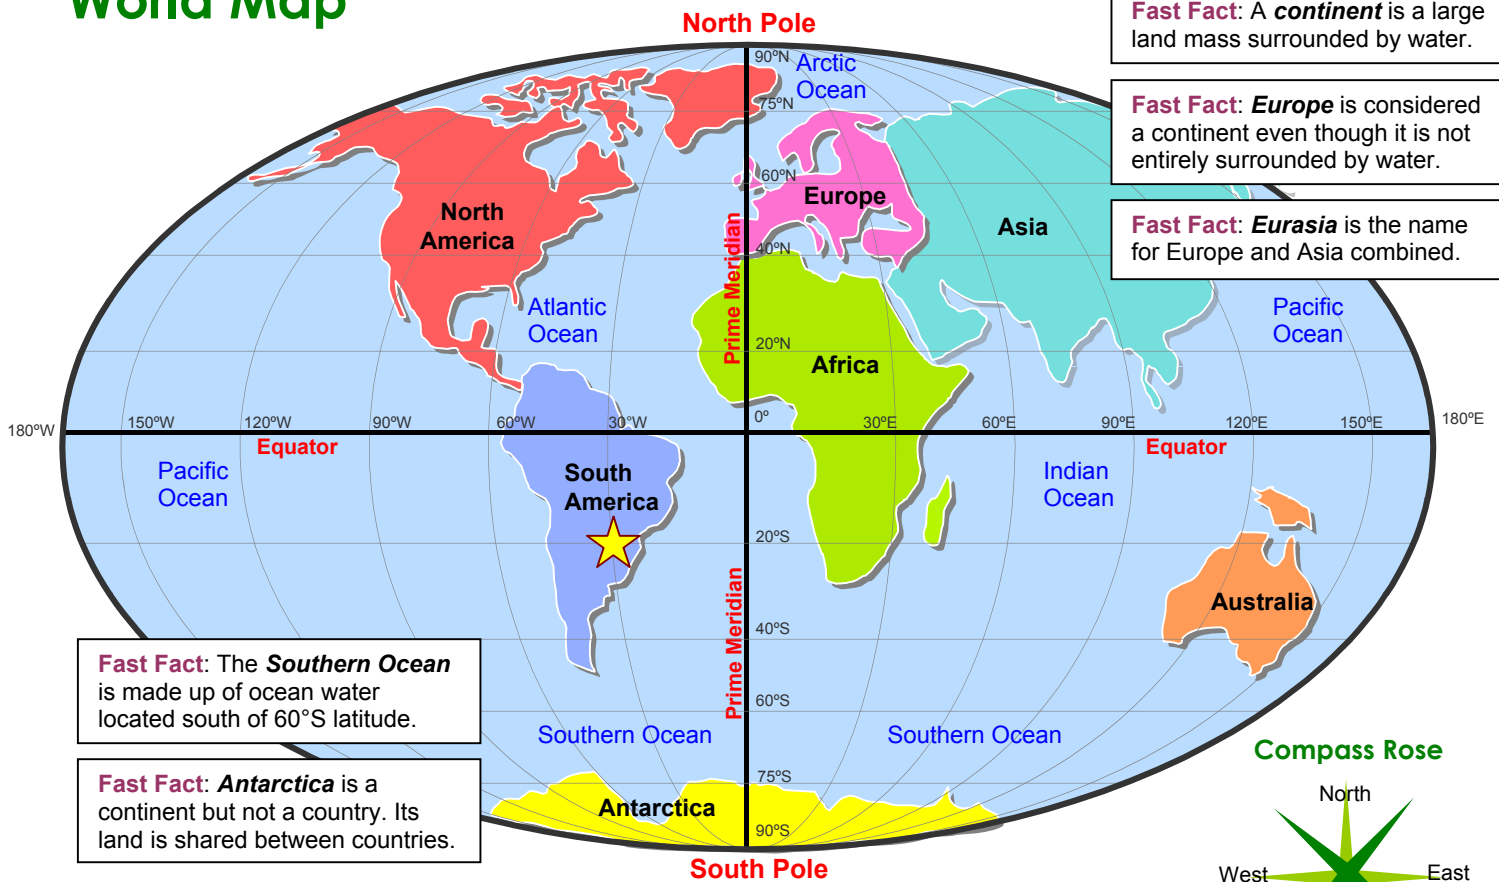 World Map
North Pole
Fast Fact: A continent is a large
land mass surrounded by water.
90ºN
Arctic
Ocean
75ºN
Fast Fact: Europe is considered
a continent even though it is not
entirely surrounded by water.
60ºN
Europe
North
America
Asia
Fast Fact: Eurasia is the name
for Europe and Asia combined.
40ºN
Prime Meridian
Atlantic
Ocean
Pacific
Ocean
20ºN
Africa
180ºW
150ºW
120ºW
90ºW
60ºW
30ºW
0º
30ºE
60ºE
90ºE
120ºE
150ºE
180ºE
Equator
Equator
Pacific
Ocean
South
America
Indian
Ocean
20ºS
Australia
40ºS
Prime Meridian
Fast Fact: The Southern Ocean
is made up of ocean water
located south of 60°S latitude.
60ºS
Southern Ocean
Southern Ocean
75ºS
Fast Fact: Antarctica is a
continent but not a country. Its
land is shared between countries.
Antarctica
90ºS
South Pole
Compass Rose
North
West
East